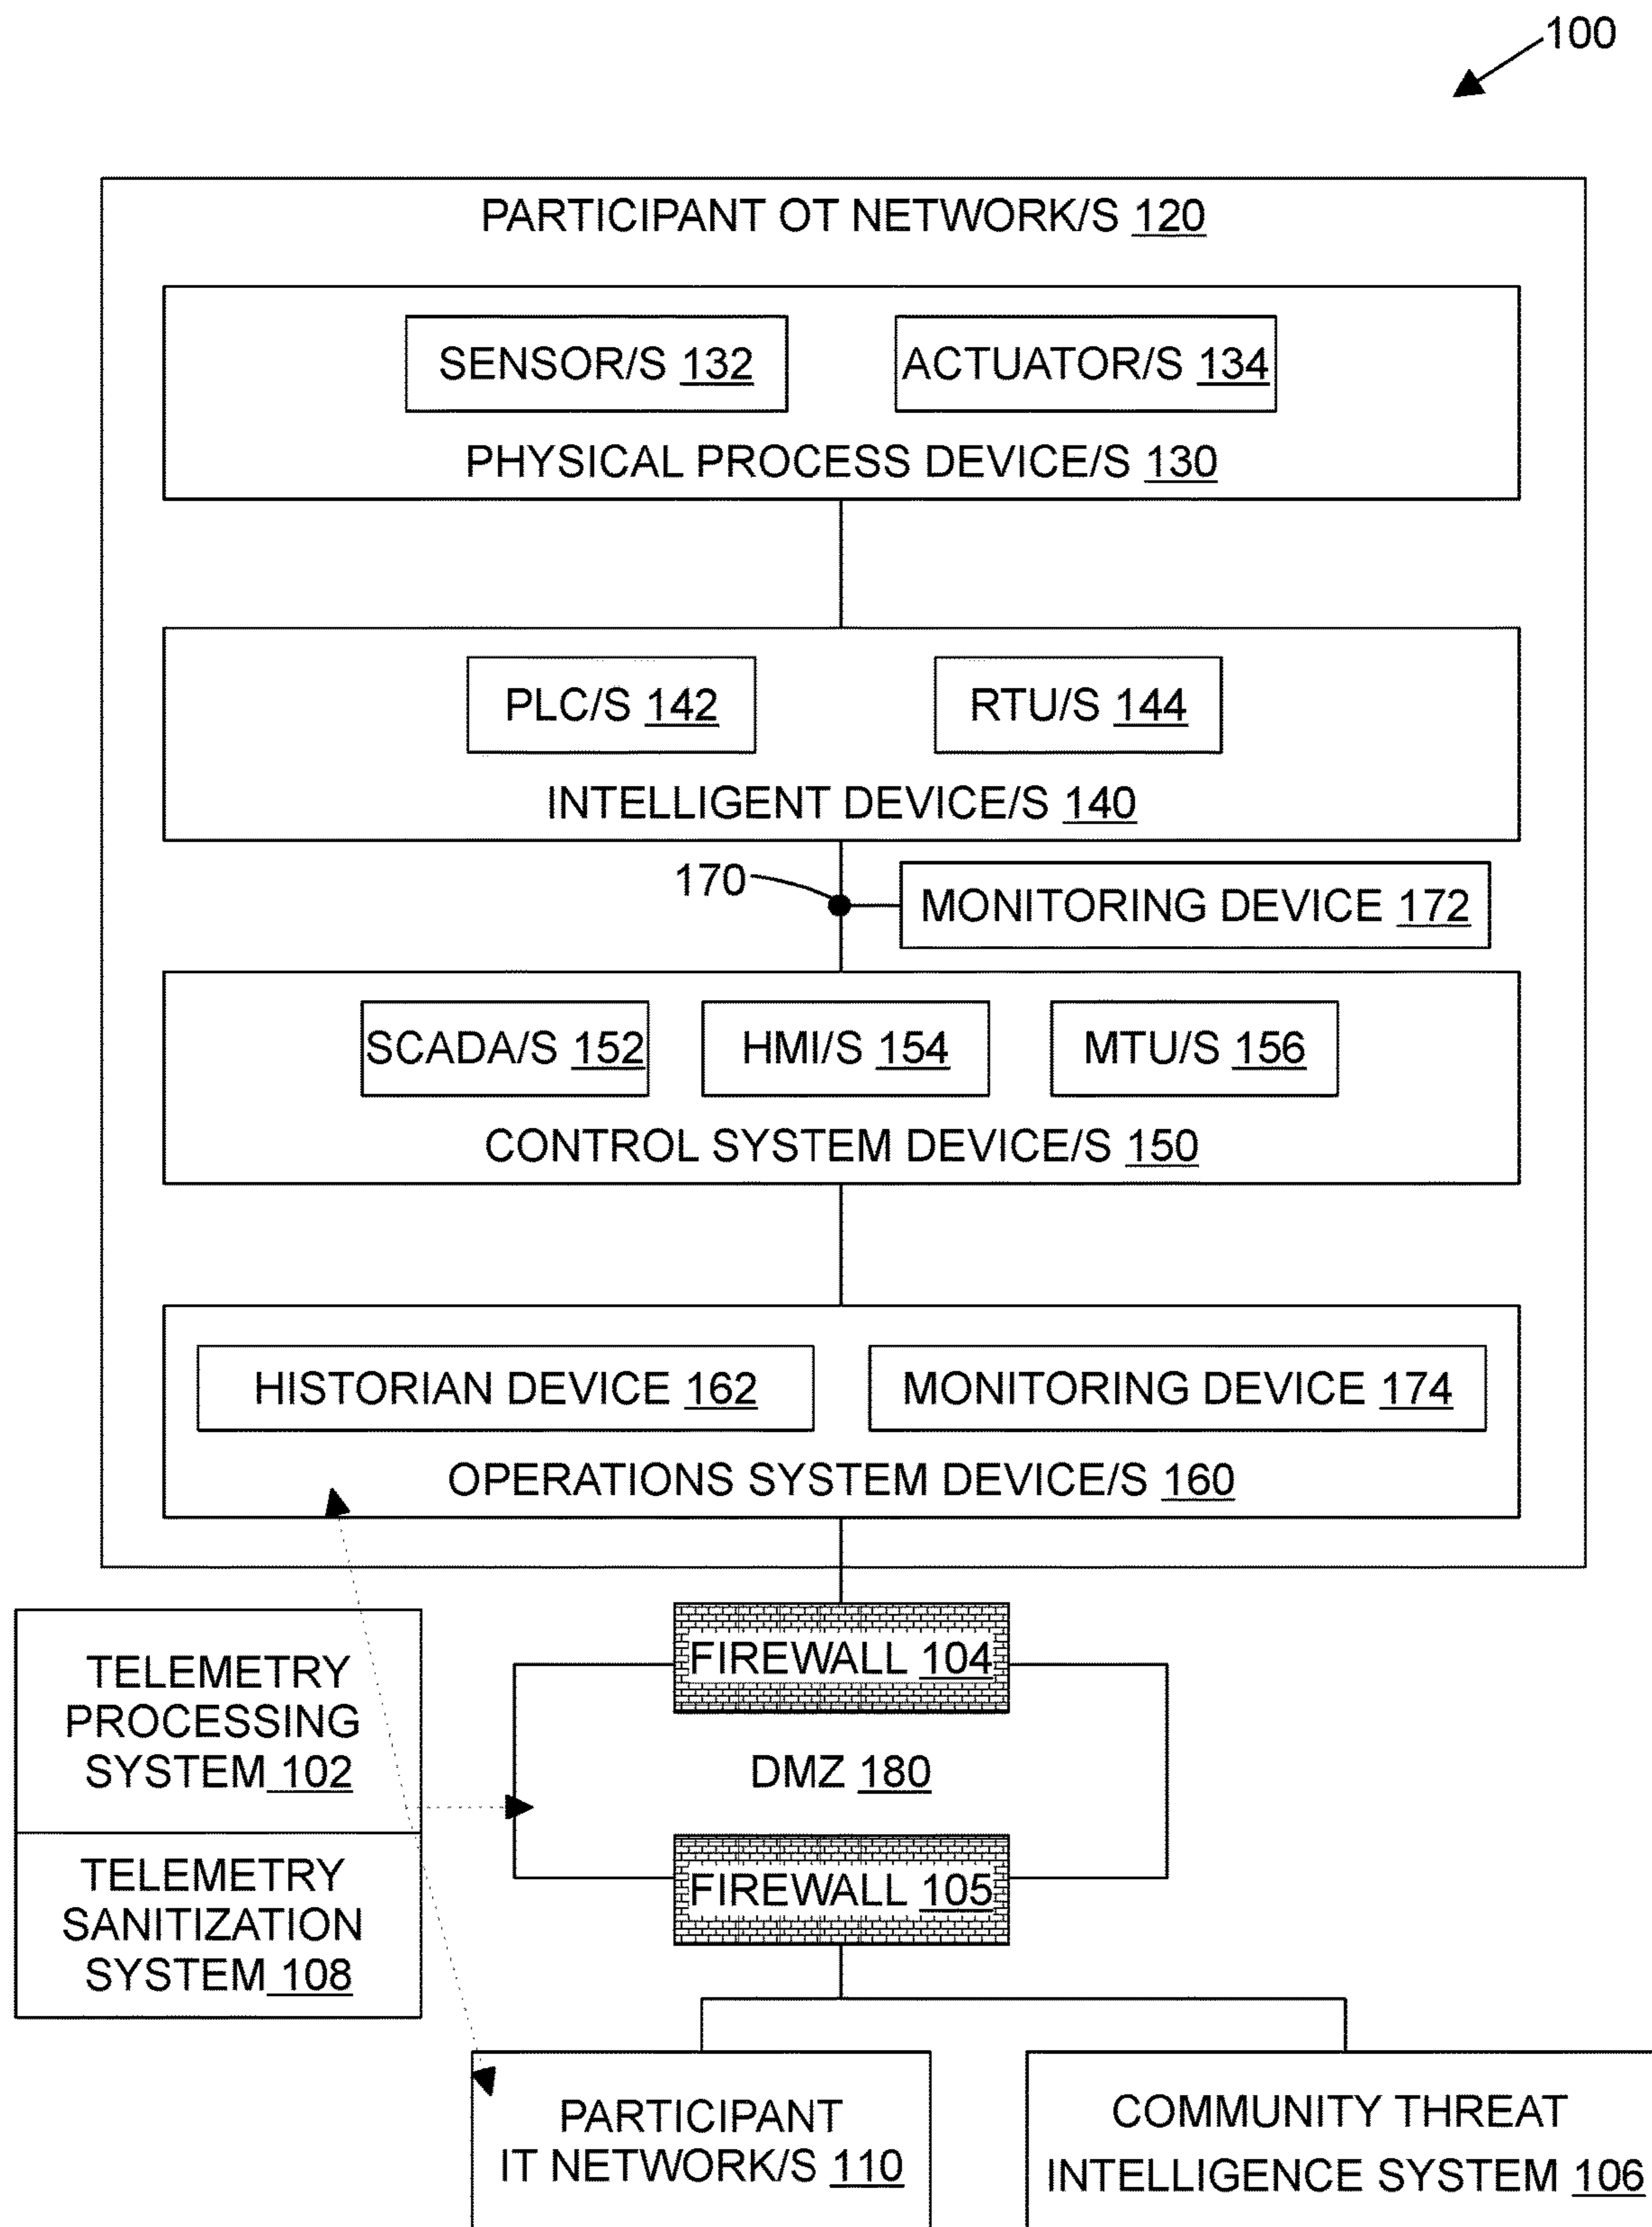 100
PARTICIPANT OT NETWORK/S 120
SENSOR/S 132
ACTUATOR/S 134
PHYSICAL PROCESS DEVICE/S 130
PLC/S 142
RTU/S 144
INTELLIGENT DEVICE/S 140
170
MONITORING DEVICE 172
SCADA/S 152
HMI/S 154
MTU/S 156
CONTROL SYSTEM DEVICE/S 150
HISTORIAN DEVICE 162
MONITORING DEVICE 174
OPERATIONS SYSTEM DEVICE/S 160
TELEMETRY
PROCESSING
SYSTEM 102
TELEMETRY
SANITIZATION
SYSTEM 108
FIREWALL 104
DMZ 180
FIREWALL 105
PARTICIPANT
IT NETWORK/S 110
COMMUNITY THREAT
INTELLIGENCE SYSTEM 106